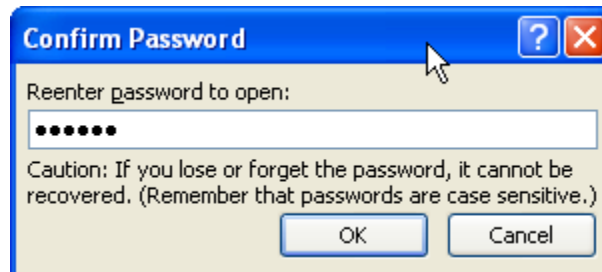 Confirm Password
Reenter password to open:
••••••
Caution: If you lose or forget the password, it cannot be
recovered. (Remember that passwords are case sensitive.)
OK Cancel